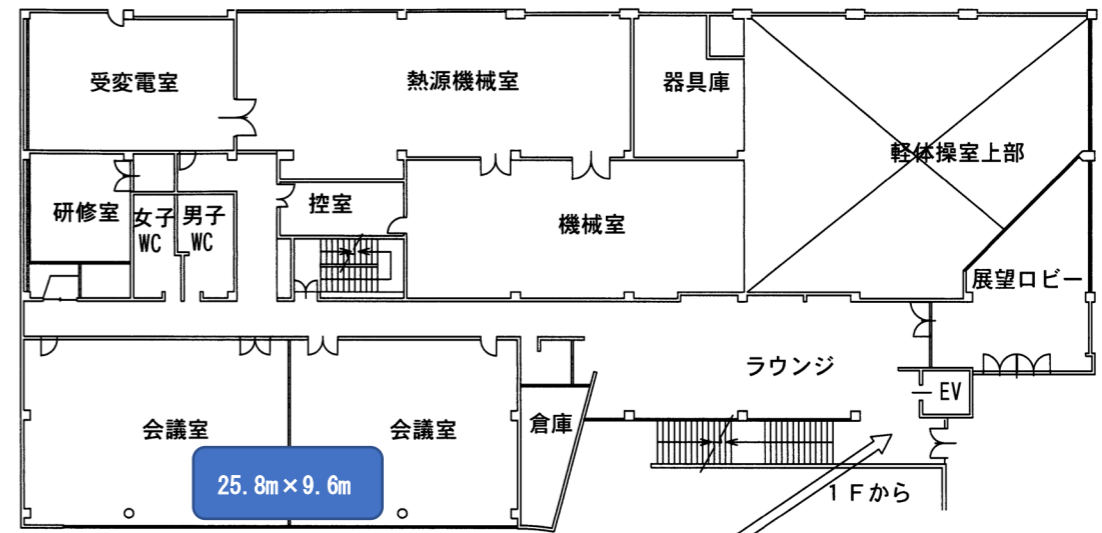 受変電室
熱源機械室
器具庫
軽体操室上部
研修室
女子
WC
男子
WC
控室
機械室
展望ロビー
ラウンジ
EV
会議室
会議室
倉庫
25.8m×9.6m
1Fから